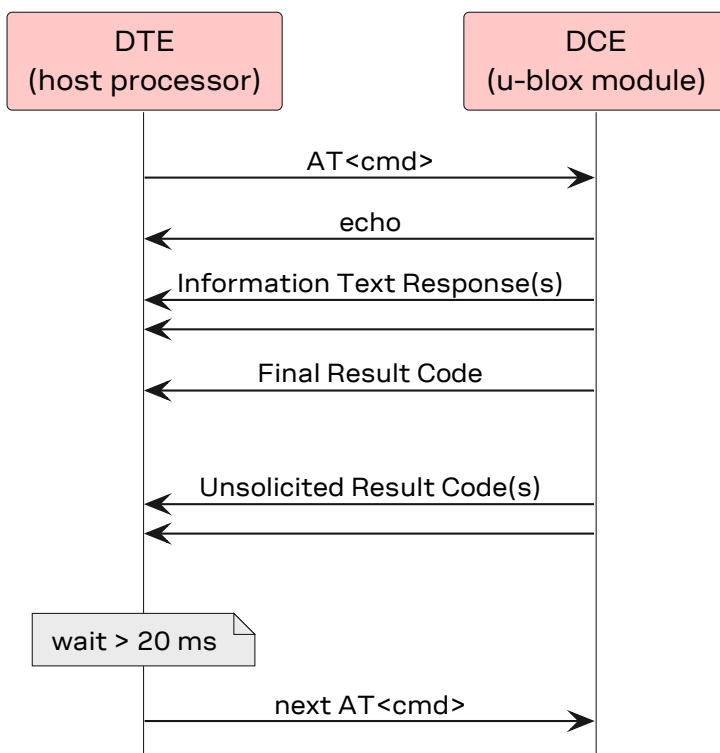 DTE
(host processor)
DCE
(u-blox module)
AT<cmd>
echo
Information Text Response(s)
Final Result Code
Unsolicited Result Code(s)
wait > 20 ms
next AT<cmd>